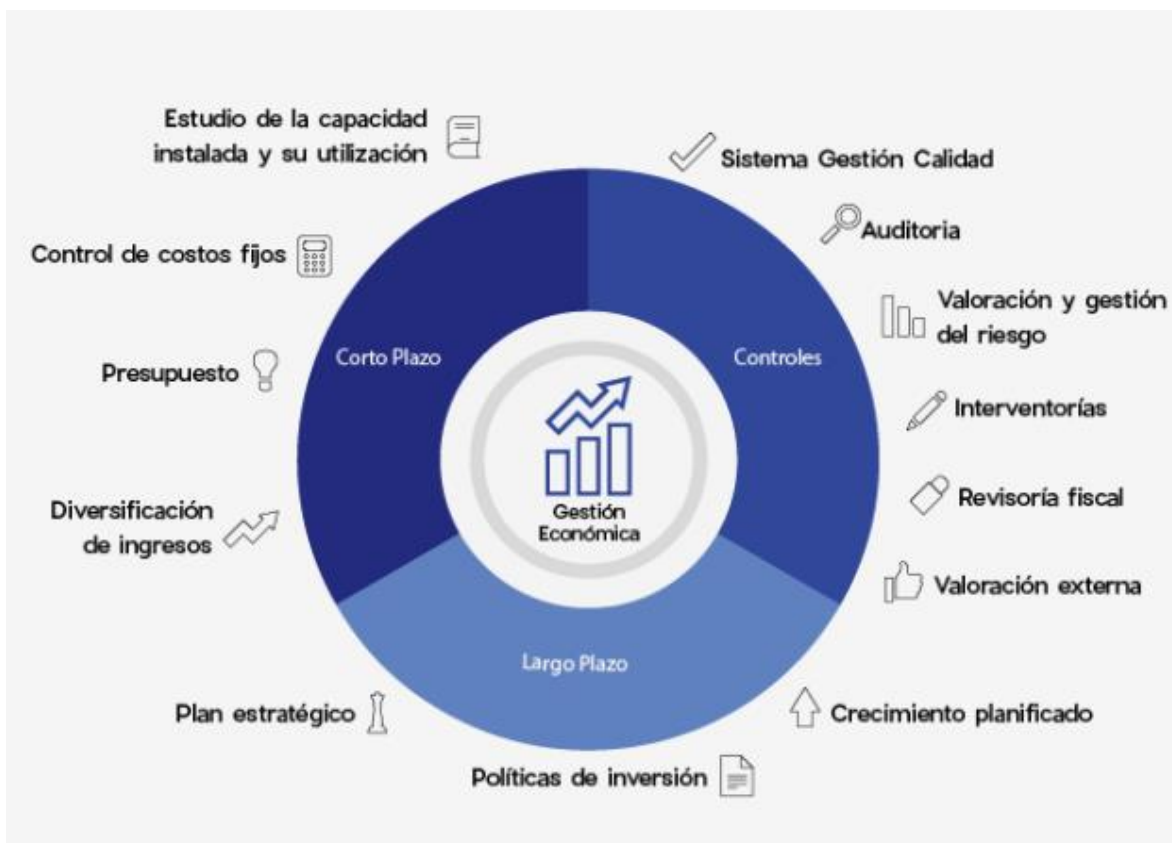 Estudio de la capacidad
instalada y su utilización
Control de costos fijos
Presupuesto
Diversificación
de ingresos
Corto Plazo
Sistema Gestión Calidad
Auditoria
Valoración y gestión
del riesgo
Interventorías
Revisoría fiscal
Valoración externa
Controles
Gestión
Económica
Largo Plazo
Plan estratégico
Políticas de inversión
Crecimiento planificado